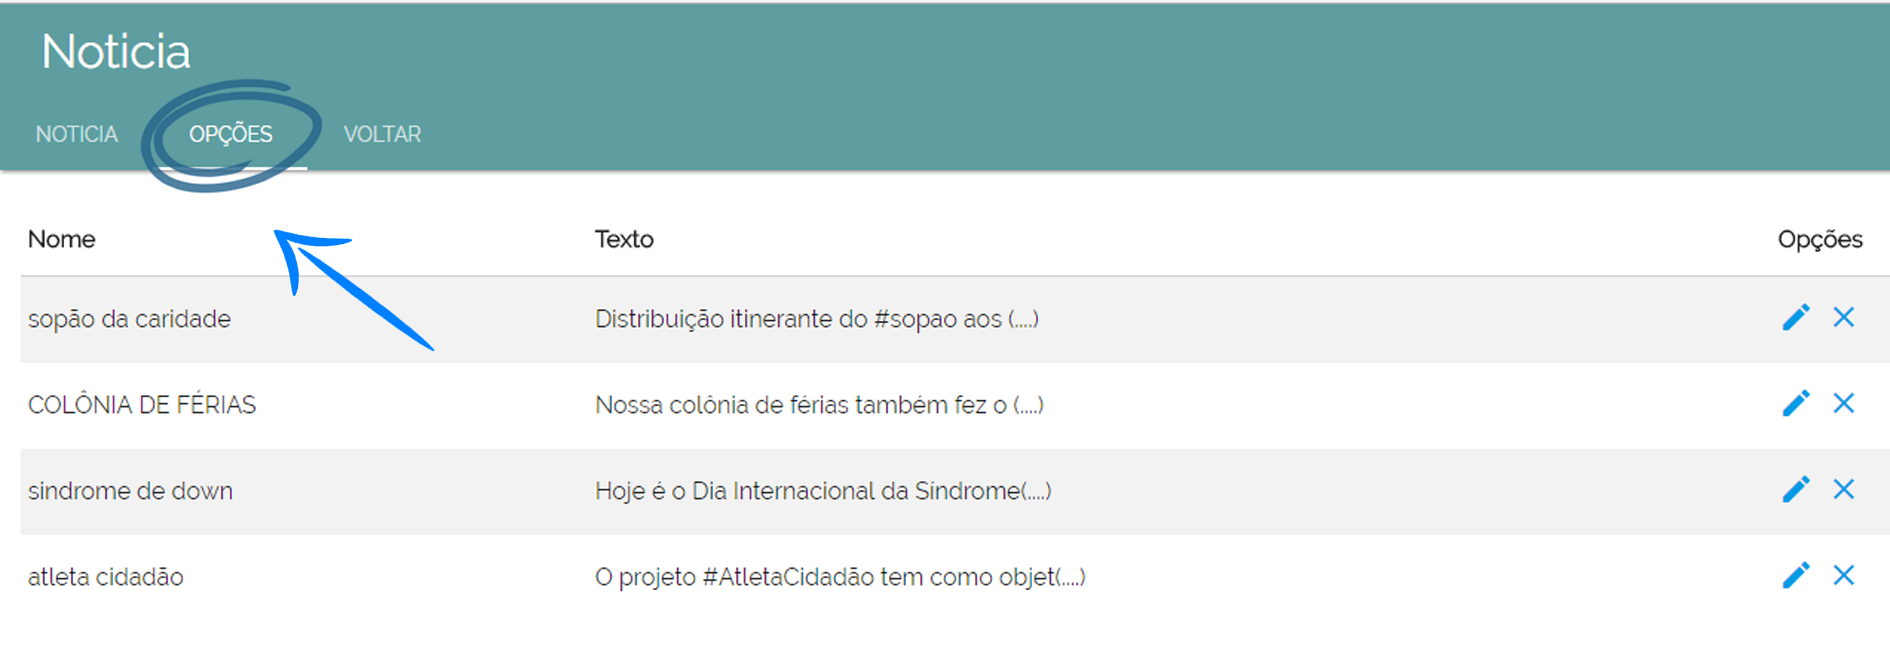 Noticia
NOTICIA OPÇÕES VOLTAR
Nome Texto Opções
sopão da caridade Distribuição itinerante do #sopao aos (....)
COLÔNIA DE FÉRIAS Nossa colônia de férias também fez o (....)
sindrome de down Hoje é o Dia Internacional da Síndrome(....)
atleta cidadão O projeto #AtletaCidadão tem como objet(....)